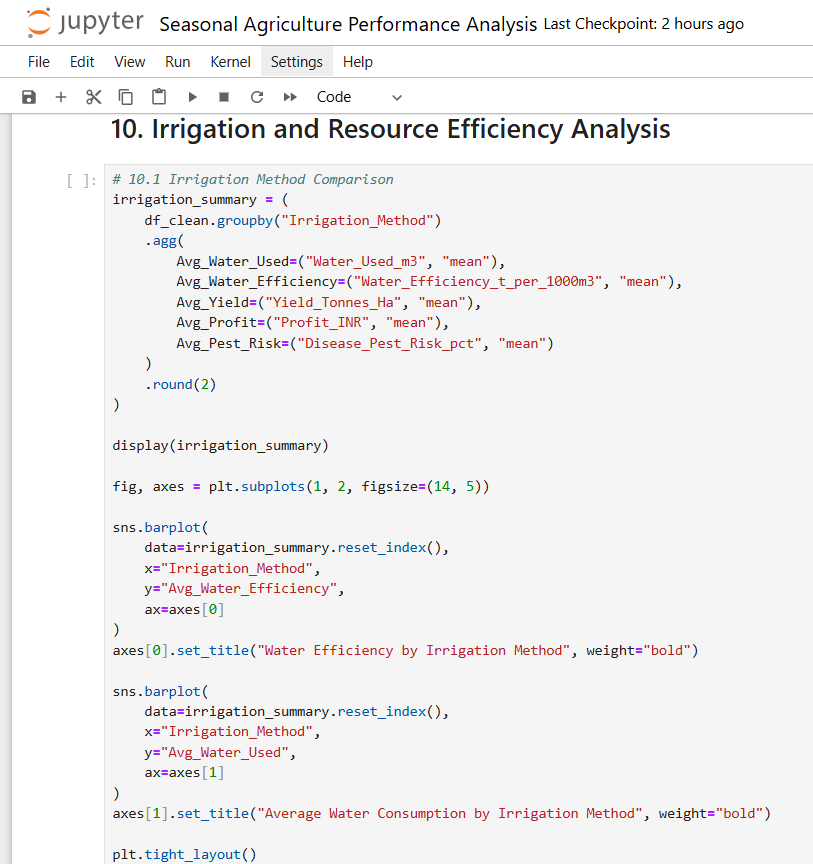 jupyter Seasonal Agriculture Performance Analysis Last Checkpoint: 2 hours ago
File Edit View Run Kernel Settings Help
Code
10. Irrigation and Resource Efficiency Analysis
[ ]: # 10.1 Irrigation Method Comparison
irrigation_summary = (
    df_clean.groupby("Irrigation_Method")
    .agg(
        Avg_Water_Used=("Water_Used_m3", "mean"),
        Avg_Water_Efficiency=("Water_Efficiency_t_per_1000m3", "mean"),
        Avg_Yield=("Yield_Tonnes_Ha", "mean"),
        Avg_Profit=("Profit_INR", "mean"),
        Avg_Pest_Risk=("Disease_Pest_Risk_pct", "mean")
    )
    .round(2)
)
display(irrigation_summary)
fig, axes = plt.subplots(1, 2, figsize=(14, 5))
sns.barplot(
    data=irrigation_summary.reset_index(),
    x="Irrigation_Method",
    y="Avg_Water_Efficiency",
    ax=axes[0]
)
axes[0].set_title("Water Efficiency by Irrigation Method", weight="bold")
sns.barplot(
    data=irrigation_summary.reset_index(),
    x="Irrigation_Method",
    y="Avg_Water_Used",
    ax=axes[1]
)
axes[1].set_title("Average Water Consumption by Irrigation Method", weight="bold")
plt.tight_layout()